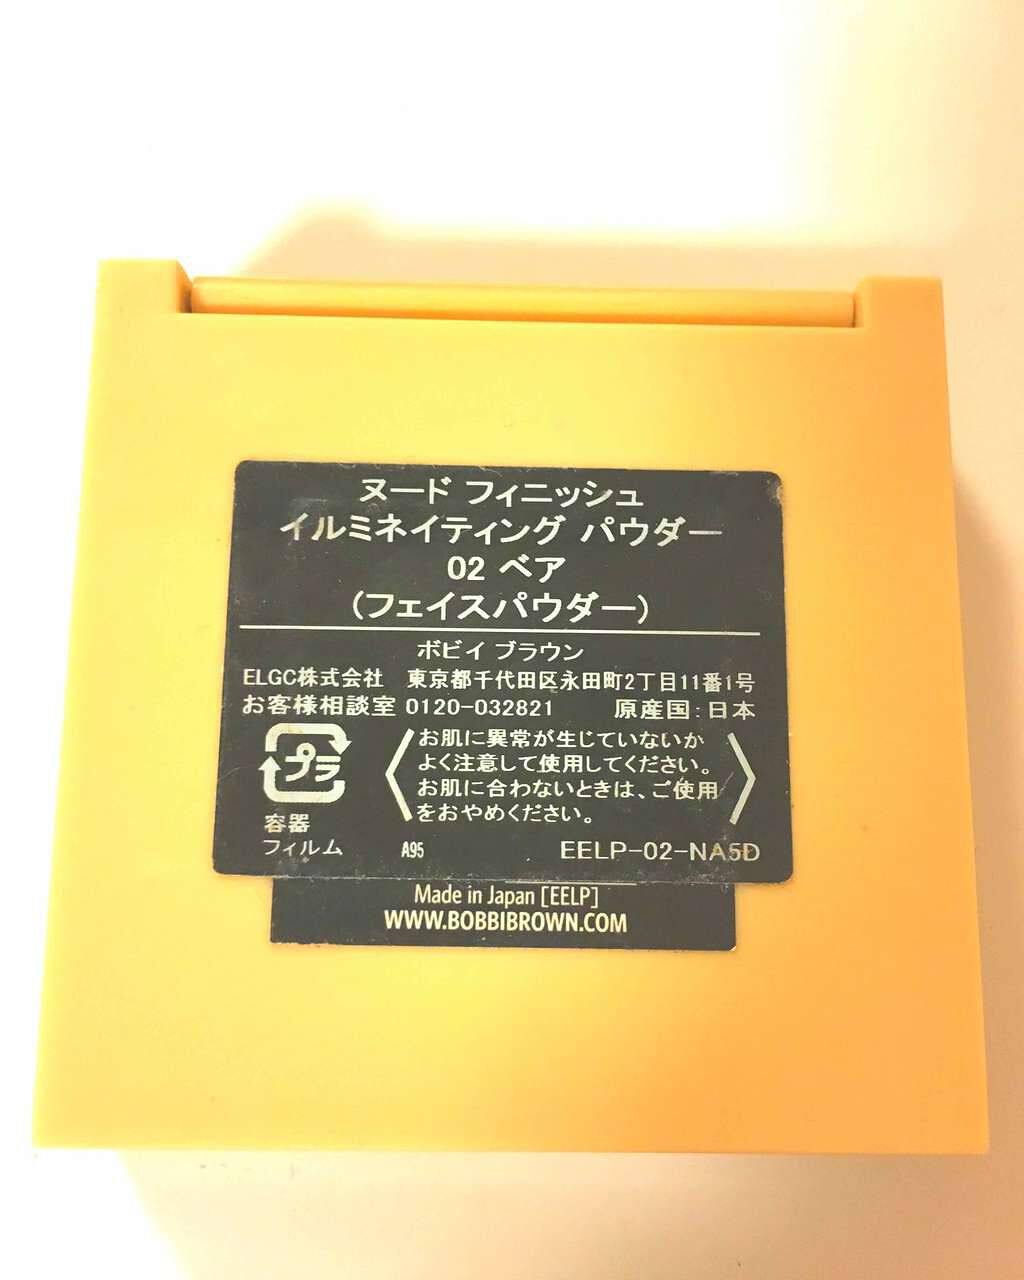 ヌード フィニッシュ
イルミネイティング パウダー
02 ベア
(フェイスパウダー)
ボビイ ブラウン
ELGC株式会社 東京都千代田区永田町2丁目11番1号
お客様相談室 0120-032821 原産国:日本
プラ
容器
フィルム
お肌に異常が生じていないか
よく注意して使用してください。
お肌に合わないときは、ご使用
をおやめください。
A95 EELP-02-NA5D
Made in Japan [EELP]
WWW.BOBBIBROWN.COM